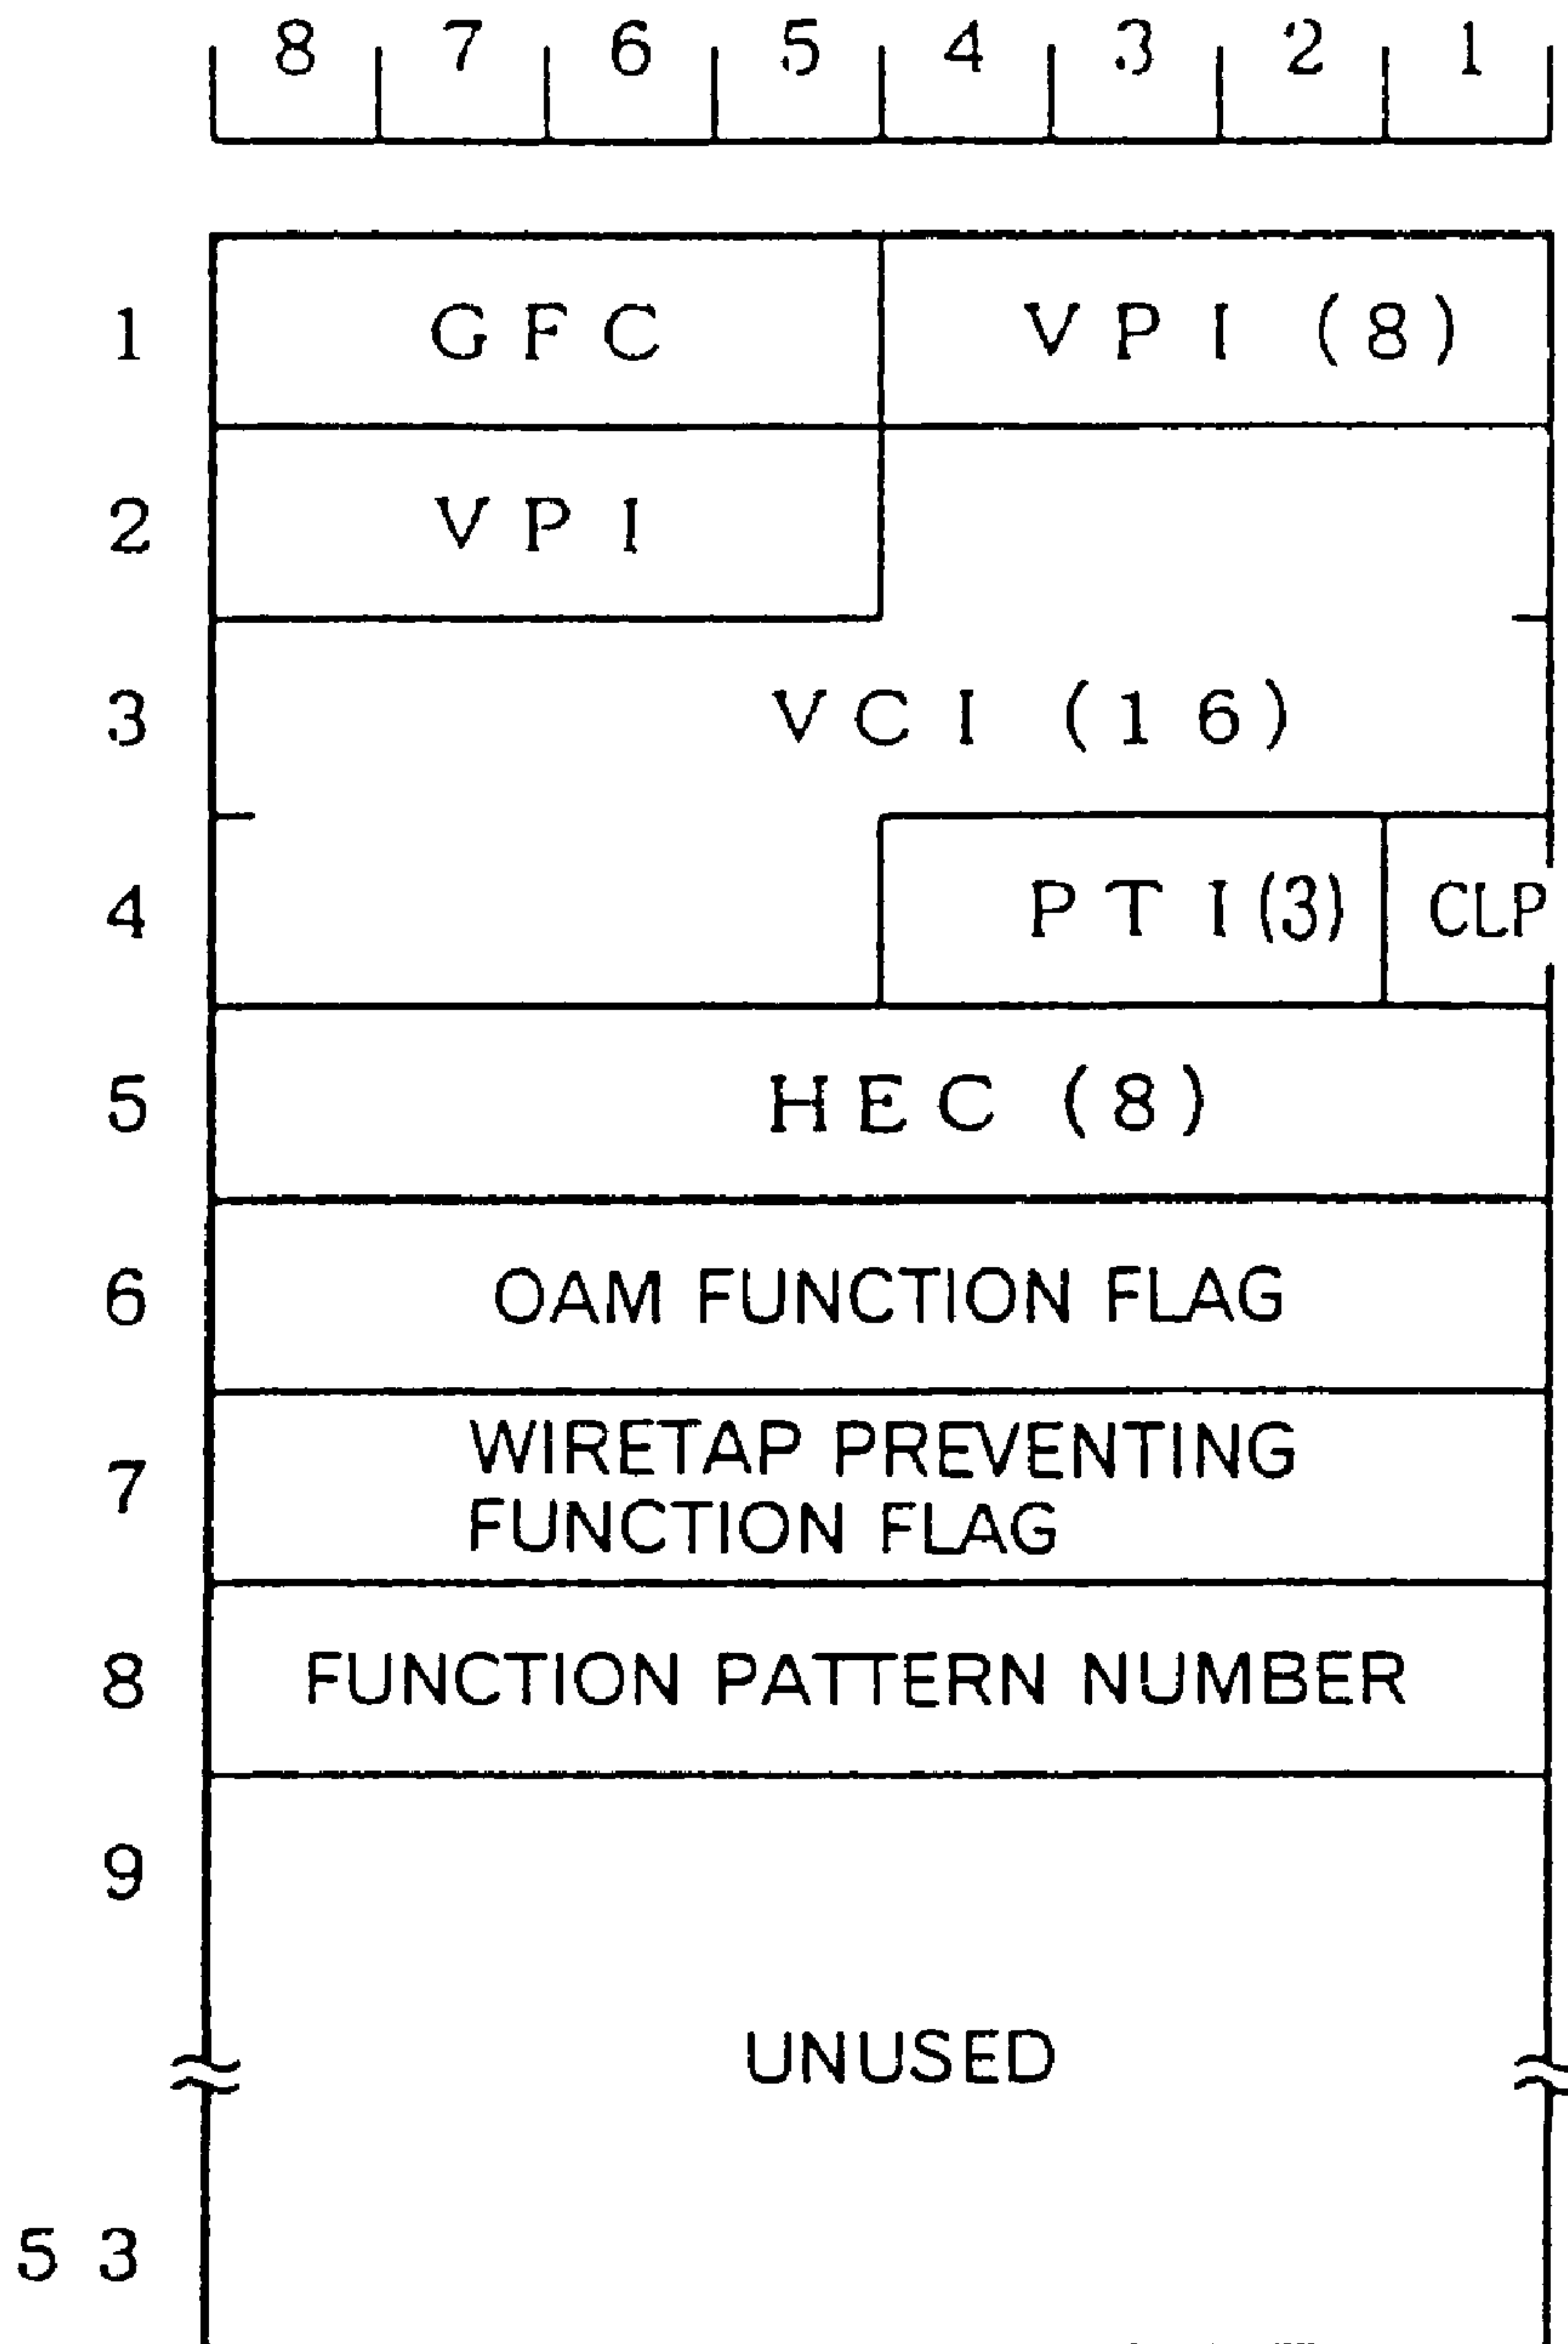 8 7 6 5 4 3 2 1
1 GFC VPI (8)
2 VPI
3 VCI (16)
4 PTI(3) CLP
5 HEC (8)
6 OAM FUNCTION FLAG
7 WIRETAP PREVENTING
FUNCTION FLAG
8 FUNCTION PATTERN NUMBER
9
UNUSED
53